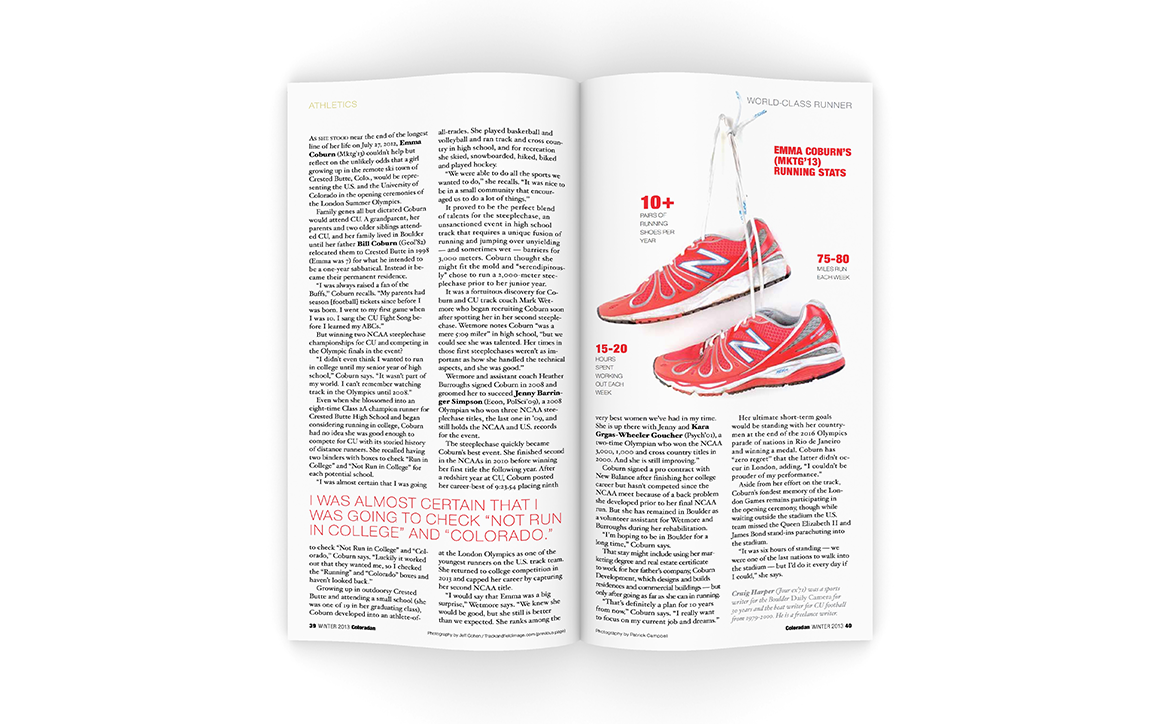 ATHLETICS
AS SHE STOOD near the end of the longest
line of her life on July 27, 2012, Emma
Coburn (Mktg'13) couldn't help but
reflect on the unlikely odds that a girl
growing up in the remote ski town of
Crested Butte, Colo., would be repre-
senting the U.S. and the University of
Colorado in the opening ceremonies of
the London Summer Olympics.
Family genes all but dictated Coburn
would attend CU. A grandparent, her
parents and two older siblings attend-
ed CU, and her family lived in Boulder
until her father Bill Coburn (Geol'82)
relocated them to Crested Butte in 1998
(Emma was 7) for what he intended to
be a one-year sabbatical. Instead it be-
came their permanent residence.
"I was always raised a fan of the
Buffs," Coburn recalls. "My parents had
season [football] tickets since before I
was born. I went to my first game when
I was 10. I sang the CU Fight Song be-
fore I learned my ABCs."
But winning two NCAA steeplechase
championships for CU and competing in
the Olympic finals in the event?
"I didn't even think I wanted to run
in college until my senior year of high
school," Coburn says. "It wasn't part of
my world. I can't remember watching
track in the Olympics until 2008."
Even when she blossomed into an
eight-time Class 2A champion runner for
Crested Butte High School and began
considering running in college, Coburn
had no idea she was good enough to
compete for CU with its storied history
of distance runners. She recalled having
two binders with boxes to check "Run in
College" and "Not Run in College" for
each potential school.
"I was almost certain that I was going
I WAS ALMOST CERTAIN THAT I
WAS GOING TO CHECK "NOT RUN
IN COLLEGE" AND "COLORADO."
to check "Not Run in College" and "Col-
orado," Coburn says. "Luckily it worked
out that they wanted me, so I checked
the "Running" and "Colorado" boxes and
haven't looked back."
Growing up in outdoorsy Crested
Butte and attending a small school (she
was one of 19 in her graduating class),
Coburn developed into an athlete-of-
all-trades. She played basketball and
volleyball and ran track and cross coun-
try in high school, and for recreation
she skied, snowboarded, hiked, biked
and played hockey.
"We were able to do all the sports we
wanted to do," she recalls. "It was nice to
be in a small community that encour-
aged us to do a lot of things."
It proved to be the perfect blend
of talents for the steeplechase, an
unsanctioned event in high school
track that requires a unique fusion of
running and jumping over unyielding
— and sometimes wet — barriers for
3,000 meters. Coburn thought she
might fit the mold and "serendipitous-
ly" chose to run a 2,000-meter stee-
plechase prior to her junior year.
It was a fortuitous discovery for Co-
burn and CU track coach Mark Wet-
more who began recruiting Coburn soon
after spotting her in her second steeple-
chase. Wetmore notes Coburn "was a
mere 5:09 miler" in high school, "but we
could see she was talented. Her times in
those first steeplechases weren't as im-
portant as how she handled the technical
aspects, and she was good."
Wetmore and assistant coach Heather
Burroughs signed Coburn in 2008 and
groomed her to succeed Jenny Barrin-
ger Simpson (Econ, PolSci'09), a 2008
Olympian who won three NCAA stee-
plechase titles, the last one in '09, and
still holds the NCAA and U.S. records
for the event.
The steeplechase quickly became
Coburn's best event. She finished second
in the NCAAs in 2010 before winning
her first title the following year. After
a redshirt year at CU, Coburn posted
her career-best of 9:23.54 placing ninth
at the London Olympics as one of the
youngest runners on the U.S. track team.
She returned to college competition in
2013 and capped her career by capturing
her second NCAA title.
"I would say that Emma was a big
surprise," Wetmore says. "We knew she
would be good, but she still is better
than we expected. She ranks among the
39 WINTER 2013 Coloradan
Photography by Jeff Cohen / Trackandfieldimage.com (previous page)
WORLD-CLASS RUNNER
EMMA COBURN'S
(MKTG'13)
RUNNING STATS
10+
PAIRS OF
RUNNING
SHOES PER
YEAR
75-80
MILES RUN
EACH WEEK
15-20
HOURS
SPENT
WORKING
OUT EACH
WEEK
very best women we've had in my time.
She is up there with Jenny and Kara
Grgas-Wheeler Goucher (Psych'01), a
two-time Olympian who won the NCAA
3,000, 1,000 and cross country titles in
2000. And she is still improving."
Coburn signed a pro contract with
New Balance after finishing her college
career but hasn't competed since the
NCAA meet because of a back problem
she developed prior to her final NCAA
run. But she has remained in Boulder as
a volunteer assistant for Wetmore and
Burroughs during her rehabilitation.
"I'm hoping to be in Boulder for a
long time," Coburn says.
That stay might include using her mar-
keting degree and real estate certificate
to work for her father's company, Coburn
Development, which designs and builds
residences and commercial buildings — but
only after going as far as she can in running.
"That's definitely a plan for 10 years
from now," Coburn says. "I really want
to focus on my current job and dreams."
Her ultimate short-term goals
would be standing with her country-
men at the end of the 2016 Olympics
parade of nations in Rio de Janeiro
and winning a medal. Coburn has
"zero regret" that the latter didn't oc-
cur in London, adding, "I couldn't be
prouder of my performance."
Aside from her effort on the track,
Coburn's fondest memory of the Lon-
don Games remains participating in
the opening ceremony, though while
waiting outside the stadium the U.S.
team missed the Queen Elizabeth II and
James Bond stand-ins parachuting into
the stadium.
"It was six hours of standing — we
were one of the last nations to walk into
the stadium — but I'd do it every day if
I could," she says.
Craig Harper (Jour ex'71) was a sports
writer for the Boulder Daily Camera for
30 years and the beat writer for CU football
from 1979-2000. He is a freelance writer.
Photography by Patrick Campbell
Coloradan WINTER 2013 40